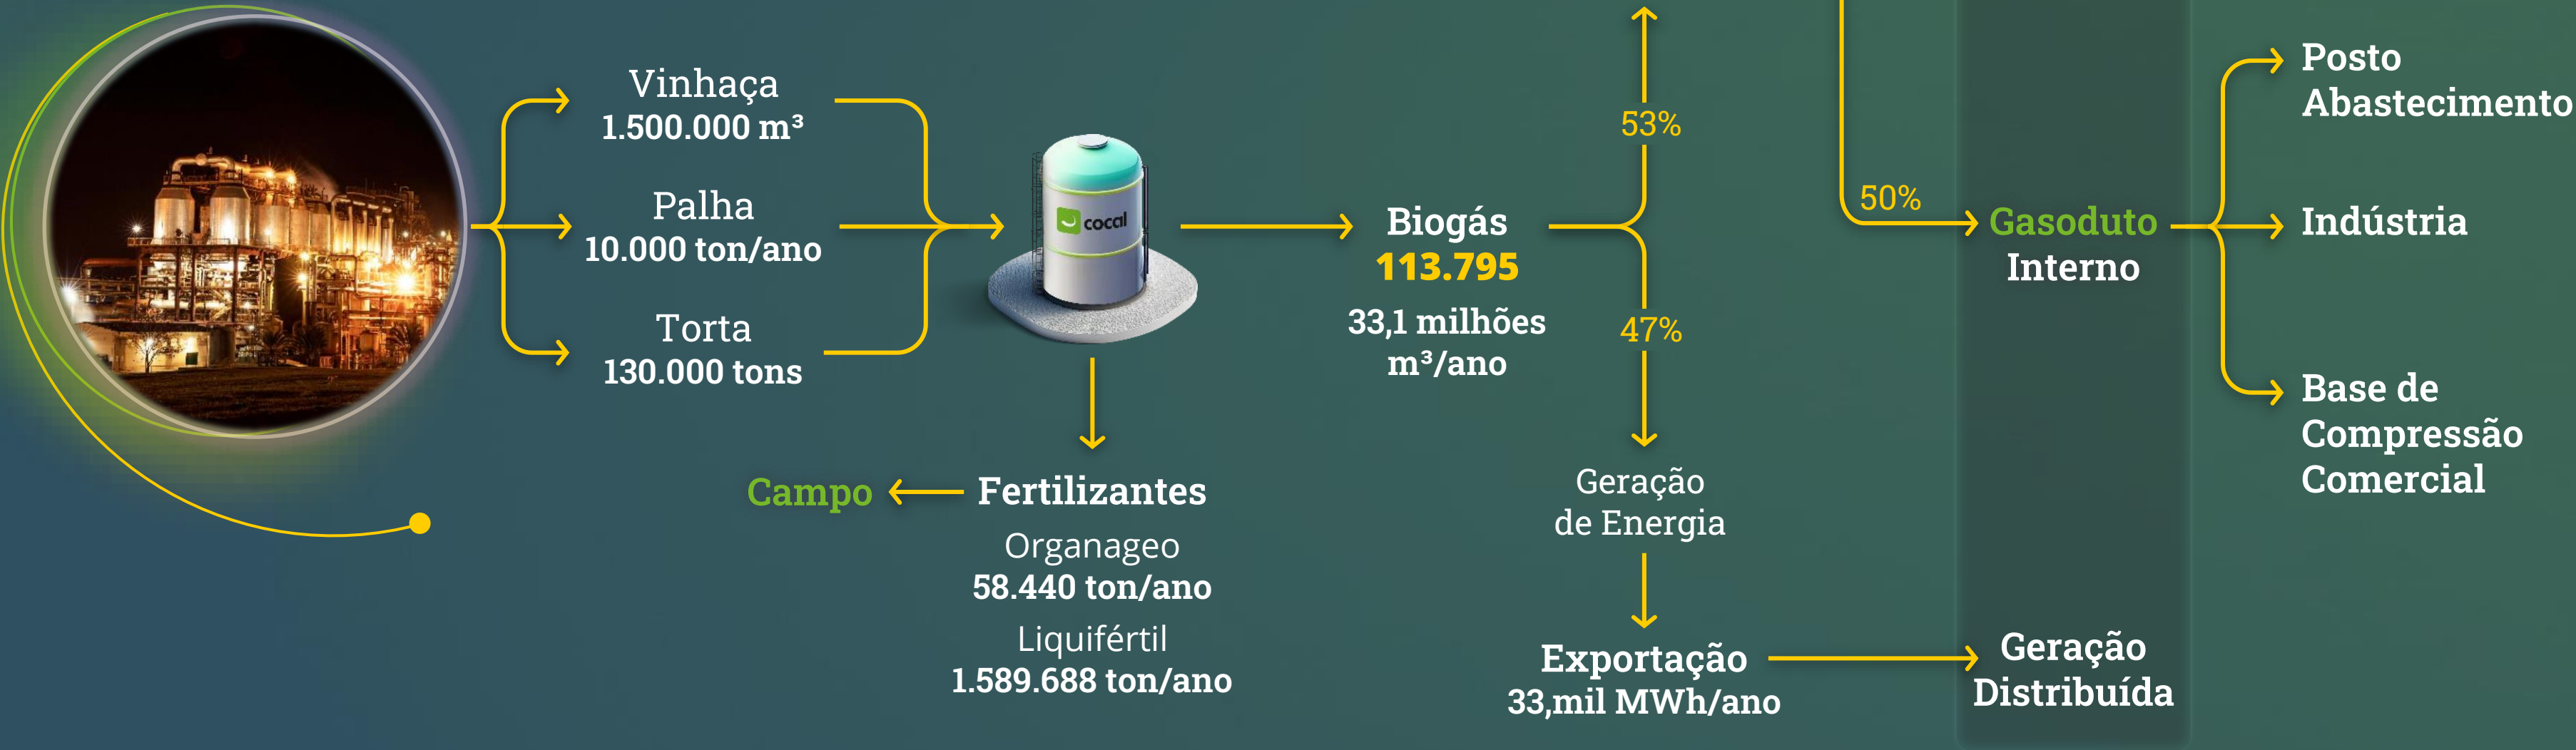 Vinhaça
1.500.000 m³
Palha
10.000 ton/ano
Torta
130.000 tons
cocal
Campo
Fertilizantes
Organageo
58.440 ton/ano
Liquifértil
1.589.688 ton/ano
Biogás
113.795
33,1 milhões
m³/ano
53%
47%
Geração
de Energia
Exportação
33,mil MWh/ano
50%
Gasoduto
Interno
Geração
Distribuída
Posto
Abastecimento
Indústria
Base de
Compressão
Comercial